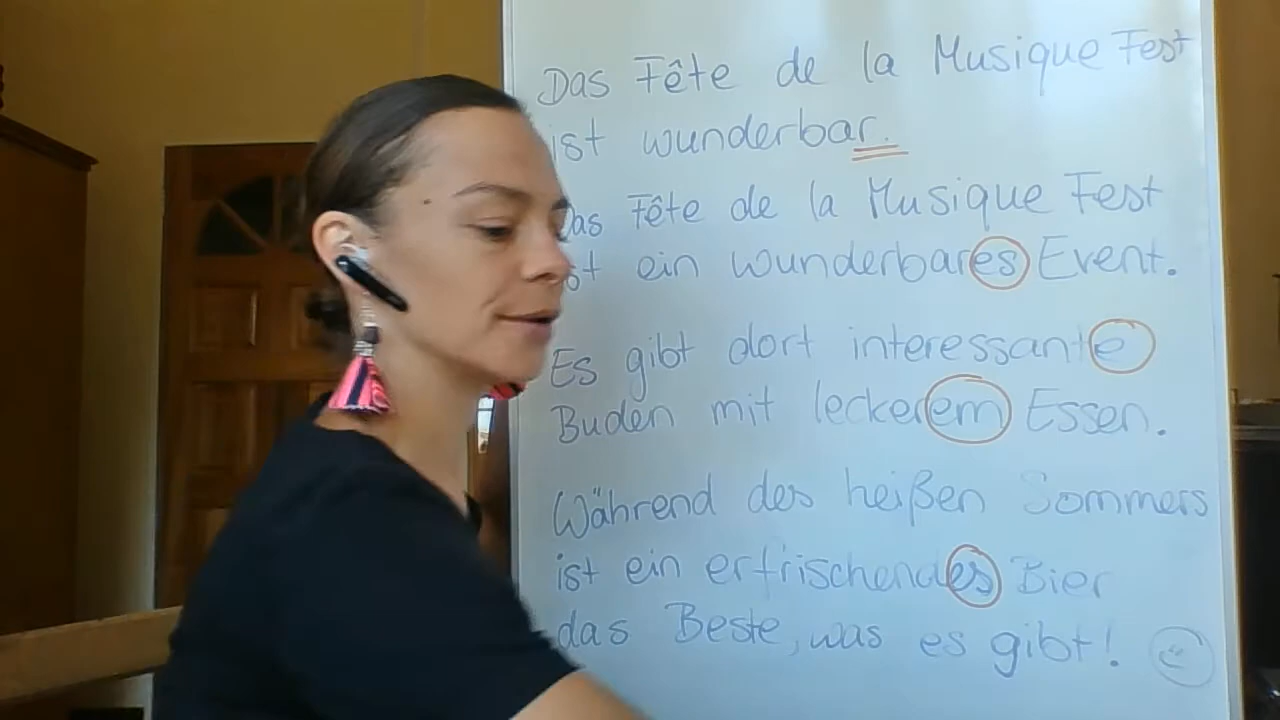 Das Fête de la Musique Fest
ist wunderbar.
Das Fête de la Musique Fest
ist ein wunderbares Event.
Es gibt dort interessante
Buden mit leckerem Essen.
Während des heißen Sommers
ist ein erfrischendes Bier
das Beste, was es gibt!